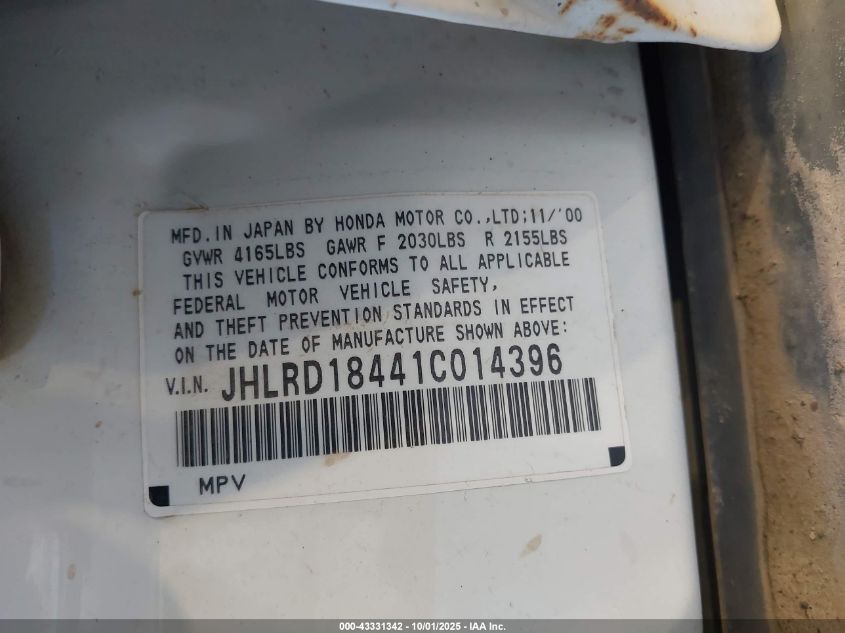 MFD.IN JAPAN BY HONDA MOTOR CO.,LTD;11/'00
GVWR 4165LBS GAWR F 2030LBS R 2155LBS
THIS VEHICLE CONFORMS TO ALL APPLICABLE
FEDERAL MOTOR VEHICLE SAFETY,
AND THEFT PREVENTION STANDARDS IN EFFECT
ON THE DATE OF MANUFACTURE SHOWN ABOVE:
V.I.N. JHLRD18441C014396
MPV
000-43331342 - 10/01/2025 - IAA Inc.